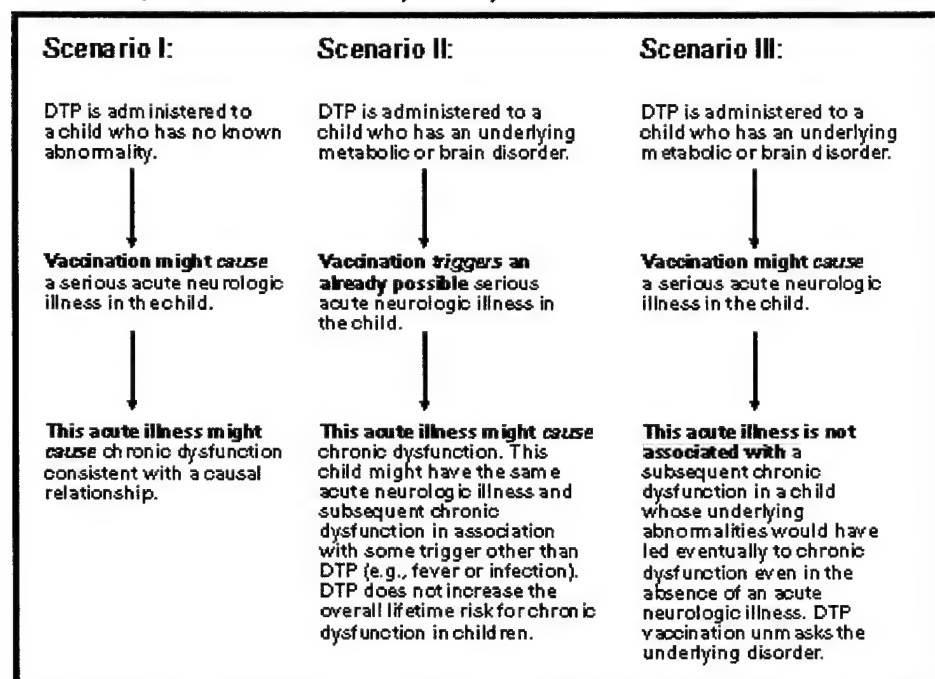 Scenario I:
DTP is administered to
a child who has no known
abnormality.
Vaccination might cause
a serious acute neurologic
illness in the child.
This acute illness might
cause chronic dysfunction
consistent with a causal
relationship.
Scenario II:
DTP is administered to a
child who has an underlying
metabolic or brain disorder.
Vaccination triggers an
already possible serious
acute neurologic illness in
the child.
This acute illness might cause
chronic dysfunction. This
child might have the same
acute neurologic illness and
subsequent chronic
dysfunction in association
with some trigger other than
DTP (e.g., fever or infection).
DTP does not increase the
overall lifetime risk for chronic
dysfunction in children.
Scenario III:
DTP is administered to a
child who has an underlying
metabolic or brain disorder.
Vaccination might cause
a serious acute neurologic
illness in the child.
This acute illness is not
associated with a
subsequent chronic
dysfunction in a child
whose underlying
abnormalities would have
led eventually to chronic
dysfunction even in the
absence of an acute
neurologic illness. DTP
vaccination unmasks the
underlying disorder.